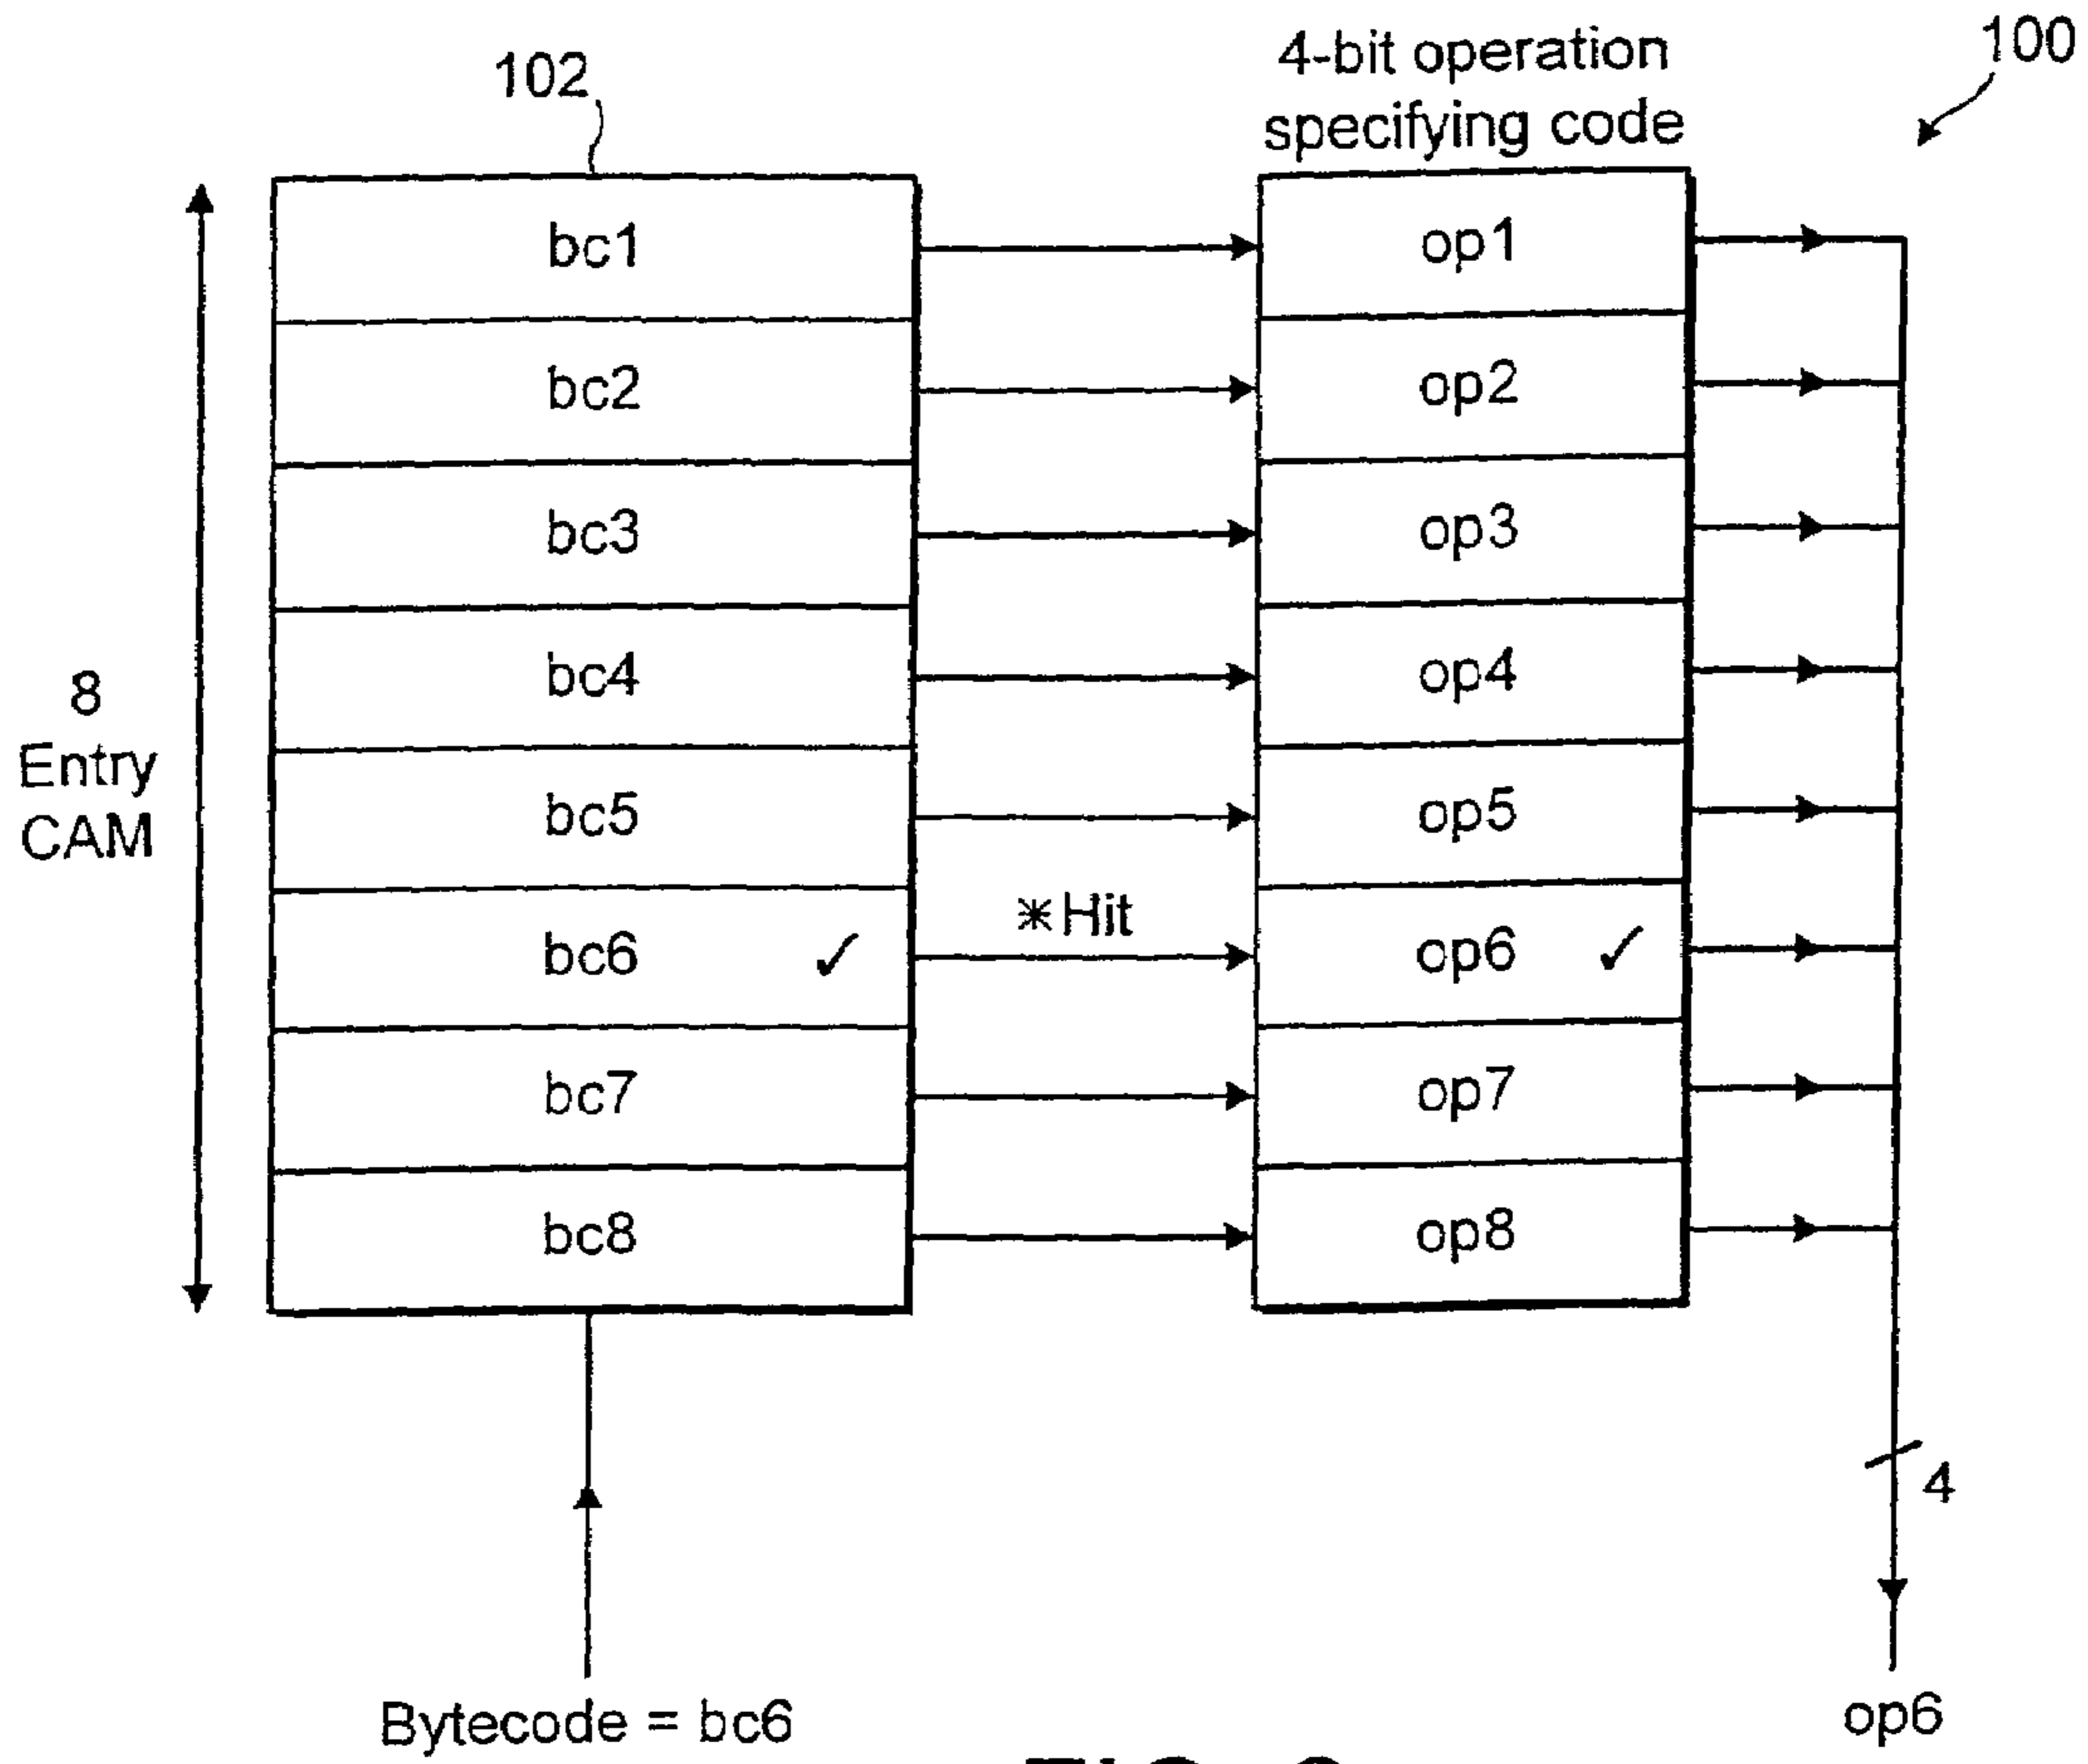 102
4-bit operation
specifying code
100
bc1
op1
bc2
op2
bc3
op3
bc4
op4
8
Entry
CAM
bc5
op5
*Hit
bc6 ✓
op6 ✓
bc7
op7
bc8
op8
4
Bytecode = bc6
op6